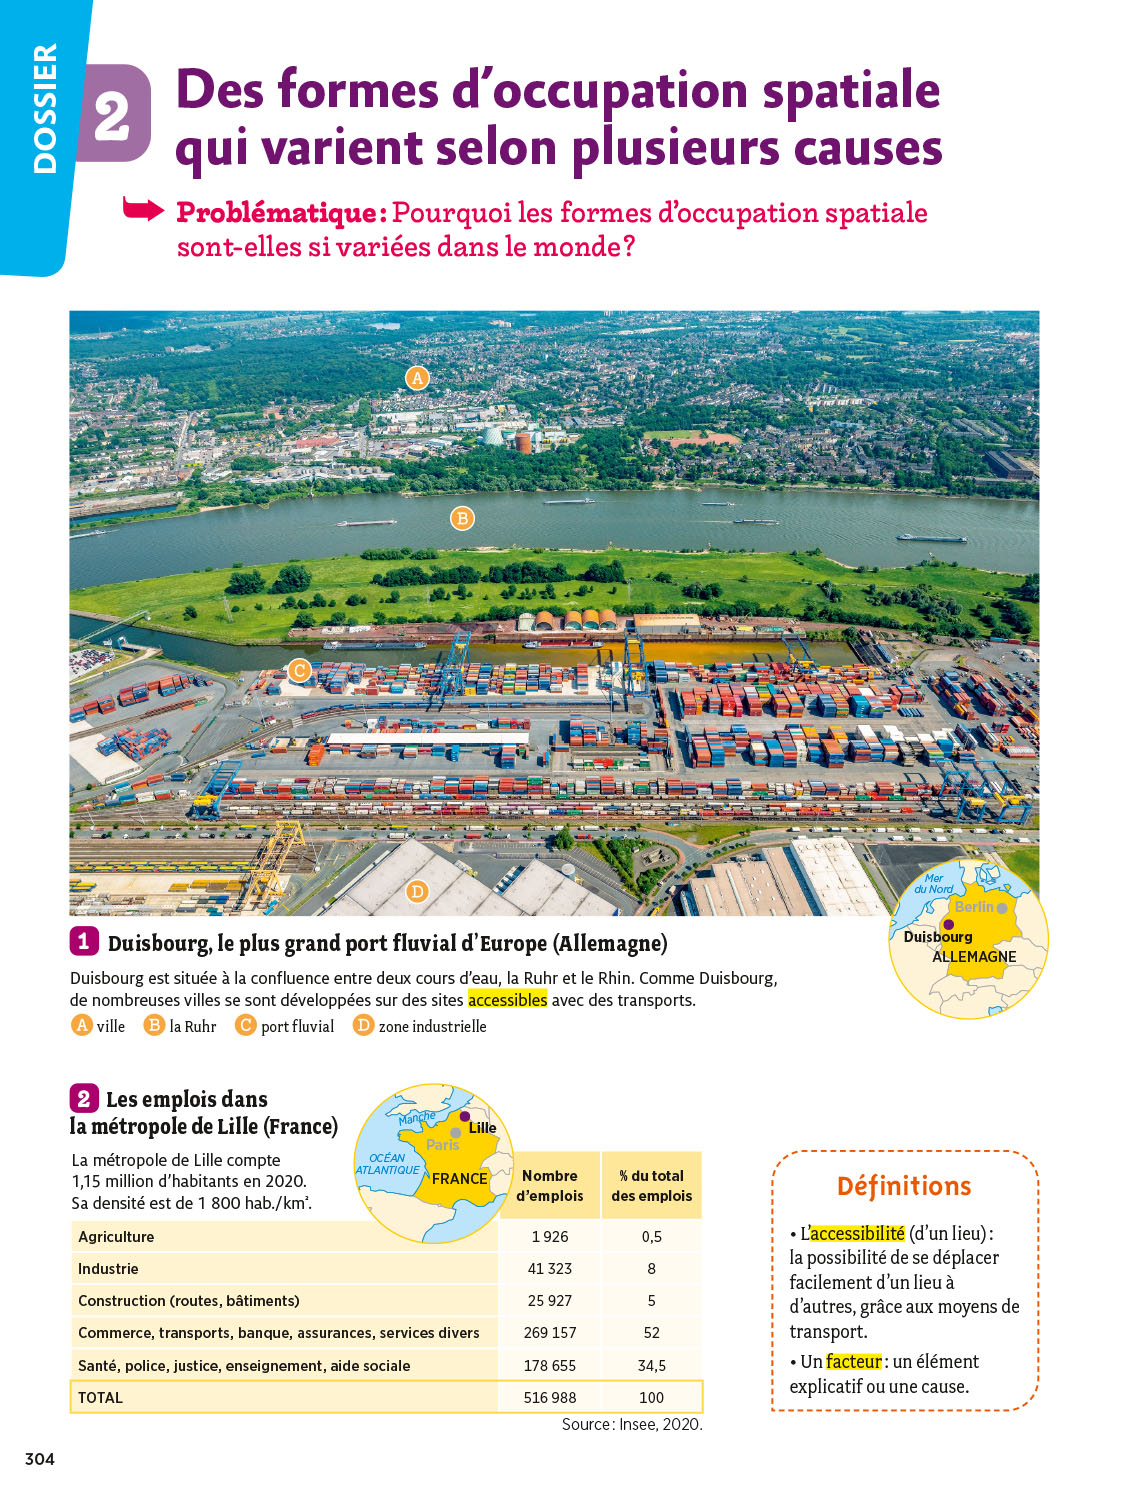 DOSSIER
2
Des formes d’occupation spatiale
qui varient selon plusieurs causes
Problématique : Pourquoi les formes d’occupation spatiale
sont-elles si variées dans le monde ?
A
B
C
D
Mer
du Nord
Berlin
Duisbourg
ALLEMAGNE
1 Duisbourg, le plus grand port fluvial d’Europe (Allemagne)
Duisbourg est située à la confluence entre deux cours d’eau, la Ruhr et le Rhin. Comme Duisbourg,
de nombreuses villes se sont développées sur des sites accessibles avec des transports.
A ville B la Ruhr C port fluvial D zone industrielle
2 Les emplois dans
la métropole de Lille (France)
La métropole de Lille compte
1,15 million d’habitants en 2020.
Sa densité est de 1 800 hab./km².
Manche
Lille
Paris
OCÉAN
ATLANTIQUE
FRANCE
Nombre % du total
d’emplois des emplois
Agriculture 1 926 0,5
Industrie 41 323 8
Construction (routes, bâtiments) 25 927 5
Commerce, transports, banque, assurances, services divers 269 157 52
Santé, police, justice, enseignement, aide sociale 178 655 34,5
TOTAL 516 988 100
Source : Insee, 2020.
Définitions
• L’accessibilité (d’un lieu) :
la possibilité de se déplacer
facilement d’un lieu à
d’autres, grâce aux moyens de
transport.
• Un facteur : un élément
explicatif ou une cause.
304